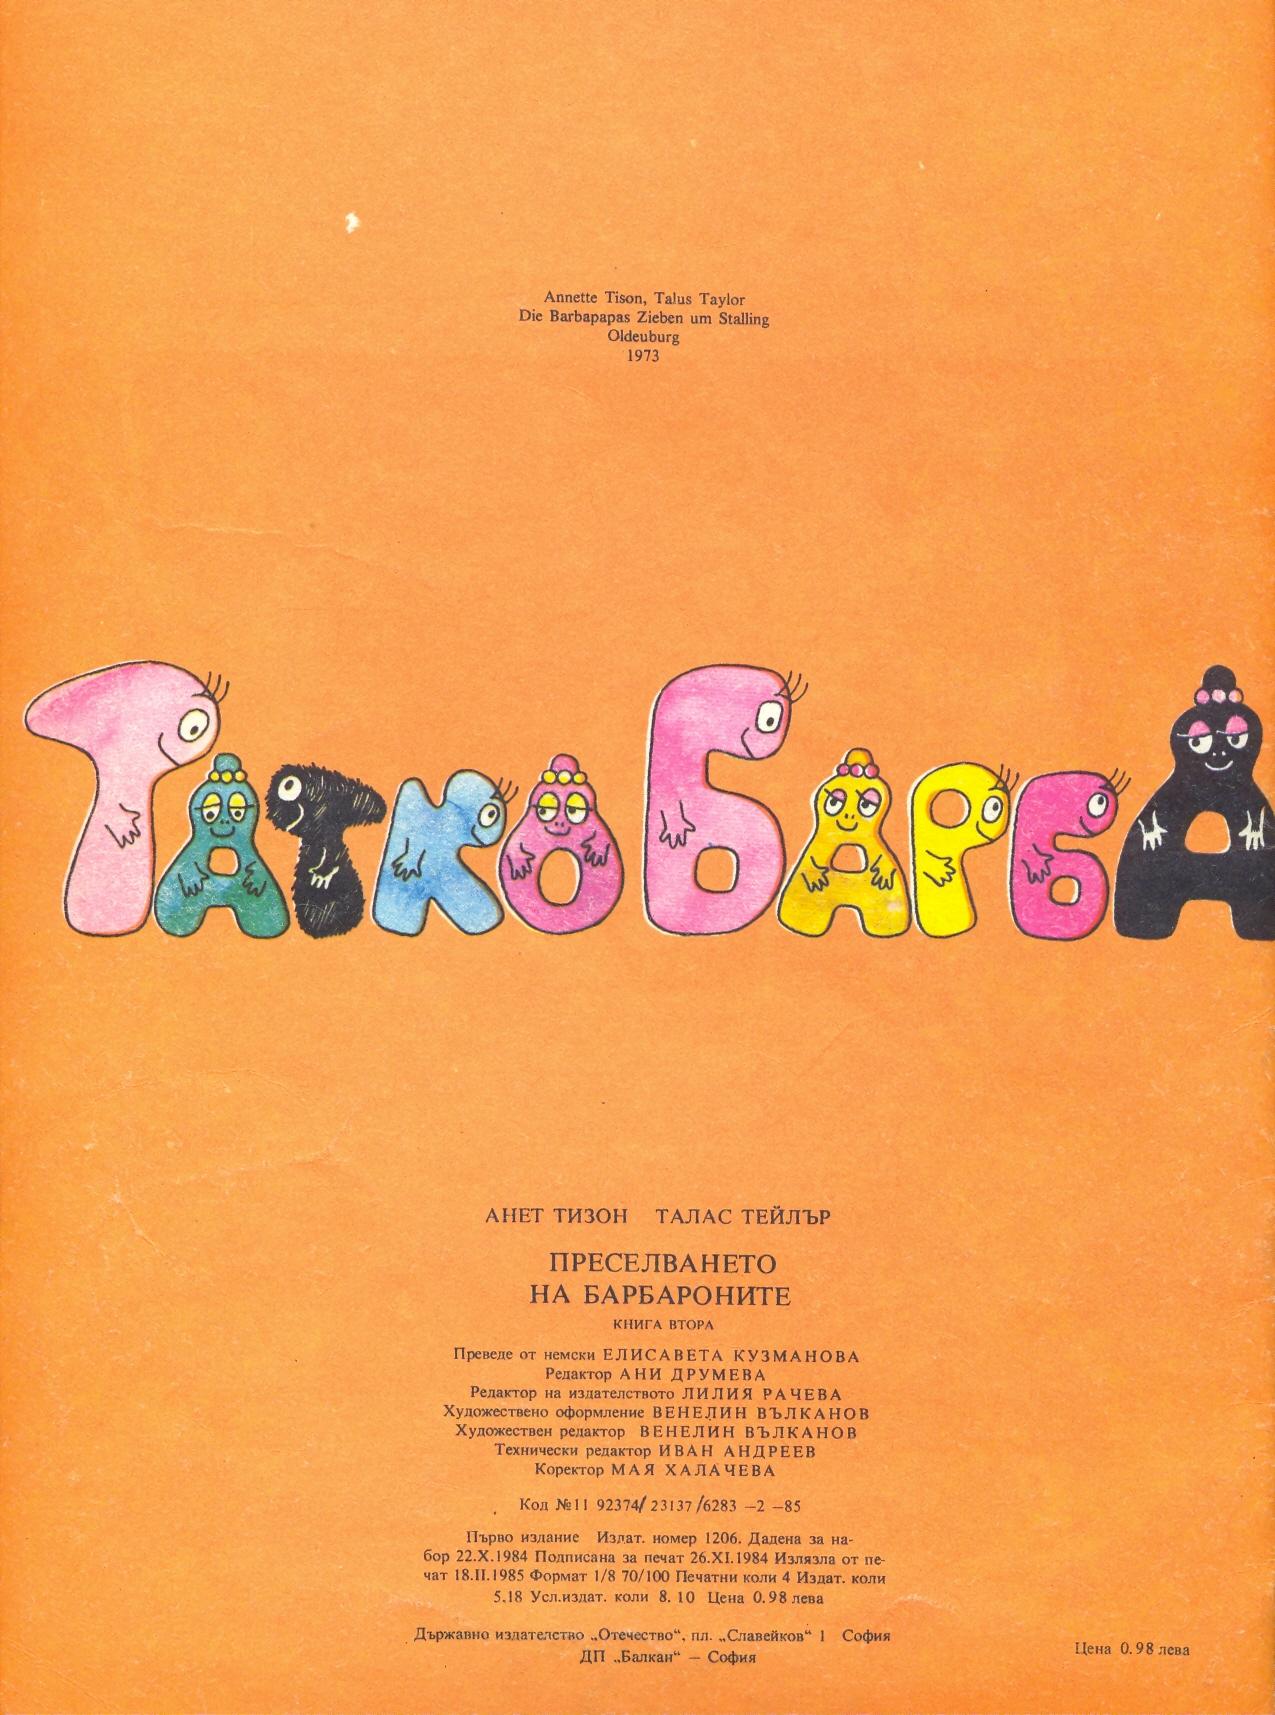 Annette Tison, Talus Taylor
Die Barbapapas Zieben um Stalling
Oldeuburg
1973
ТАТКО БАРБА
АНЕТ ТИЗОН ТАЛАС ТЕЙЛЪР
ПРЕСЕЛВАНЕТО
НА БАРБАРОНИТЕ
КНИГА ВТОРА
Преведе от немски ЕЛИСАВЕТА КУЗМАНОВА
Редактор АНИ ДРУМЕВА
Редактор на издателството ЛИЛИЯ РАЧЕВА
Художествено оформление ВЕНЕЛИН ВЪЛКАНОВ
Художествен редактор ВЕНЕЛИН ВЪЛКАНОВ
Технически редактор ИВАН АНДРЕЕВ
Коректор МАЯ ХАЛАЧЕВА
Код №11 92374/23137/6283 —2 —85
Първо издание Издат. номер 1206. Дадена за на-
бор 22.X.1984 Подписана за печат 26.XI.1984 Излязла от пе-
чат 18.II.1985 Формат 1/8 70/100 Печатни коли 4 Издат. коли
5.18 Усл.издат. коли 8. 10 Цена 0.98 лева
Държавно издателство „Отечество“, пл. „Славейков“ 1 София
ДП „Балкан“ — София
Цена 0.98 лева